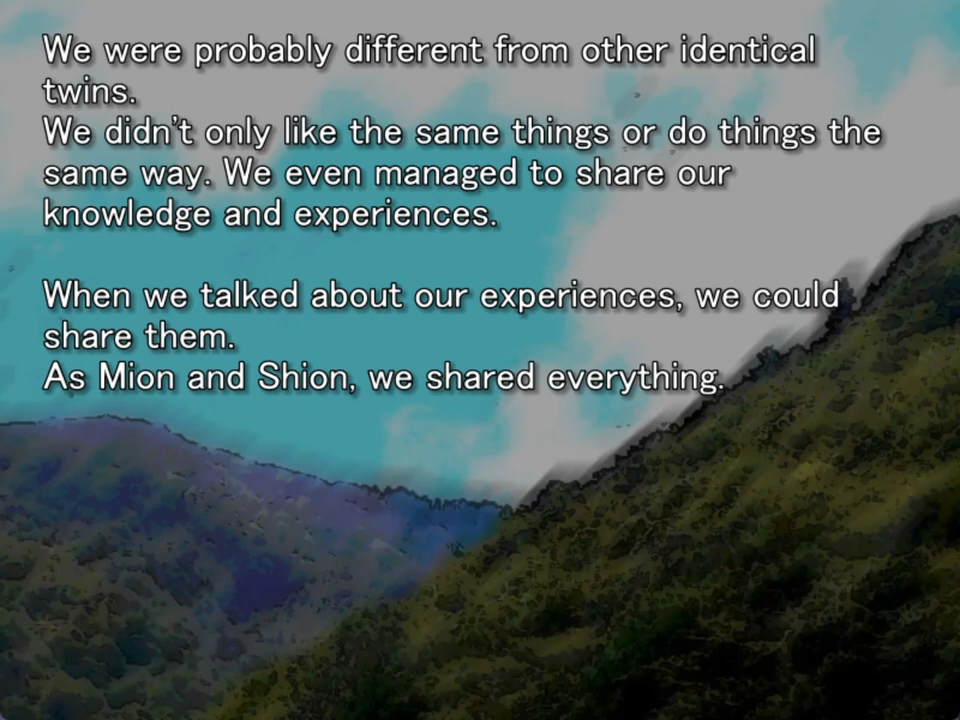 We were probably different from other identical
twins.
We didn't only like the same things or do things the
same way. We even managed to share our
knowledge and experiences.
When we talked about our experiences, we could
share them.
As Mion and Shion, we shared everything.